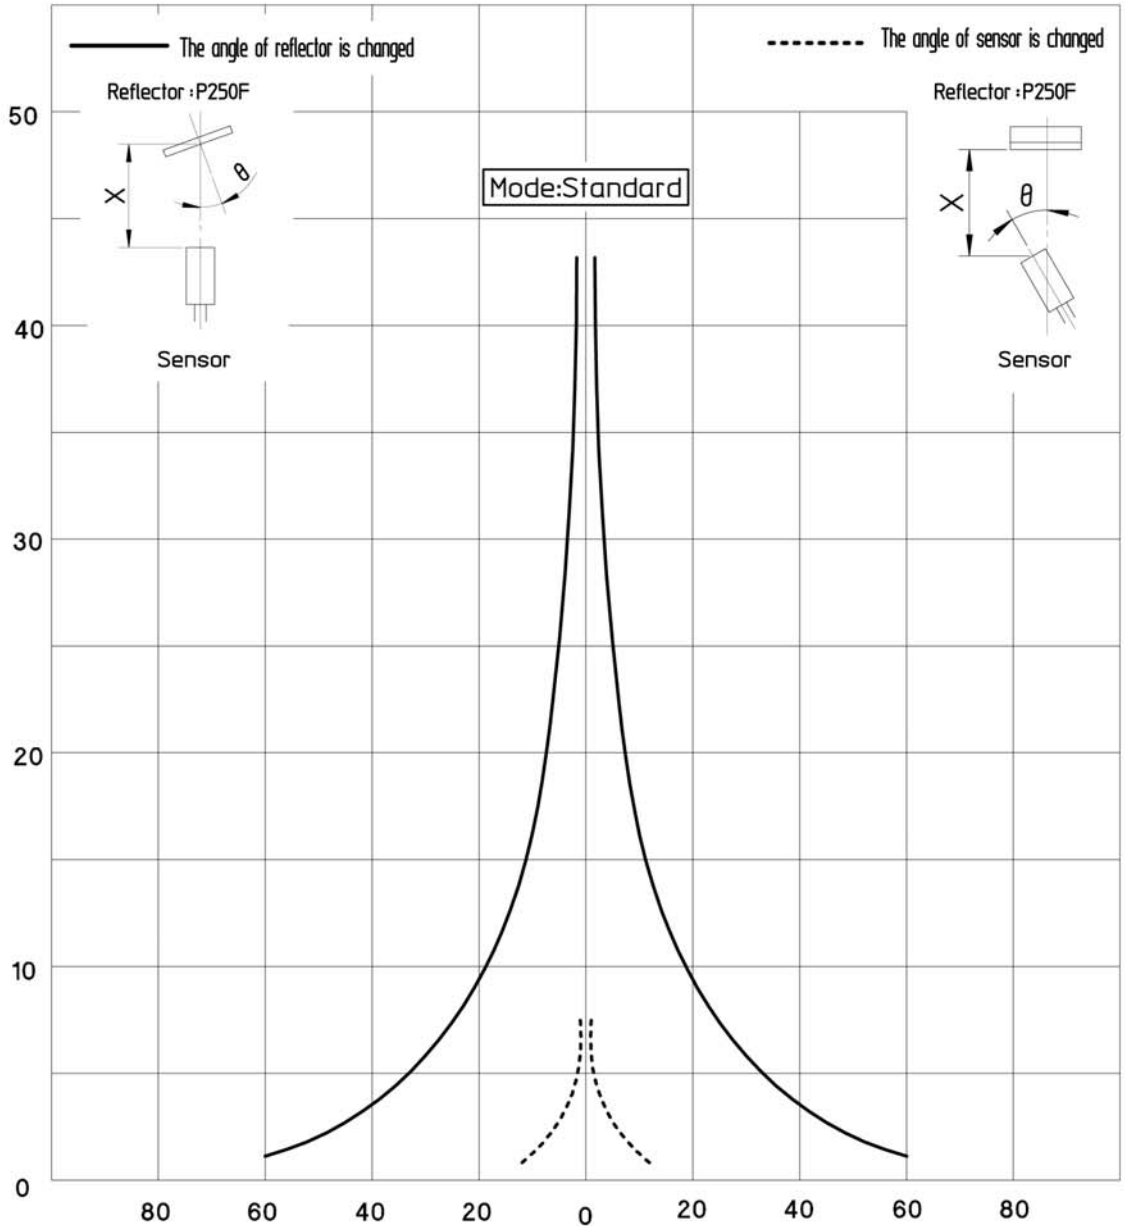 The angle of reflector is changed
The angle of sensor is changed
Reflector :P250F
Reflector :P250F
50
X
θ
Mode:Standard
X
θ
40
Sensor
Sensor
30
20
10
0
80 60 40 20 0 20 40 60 80